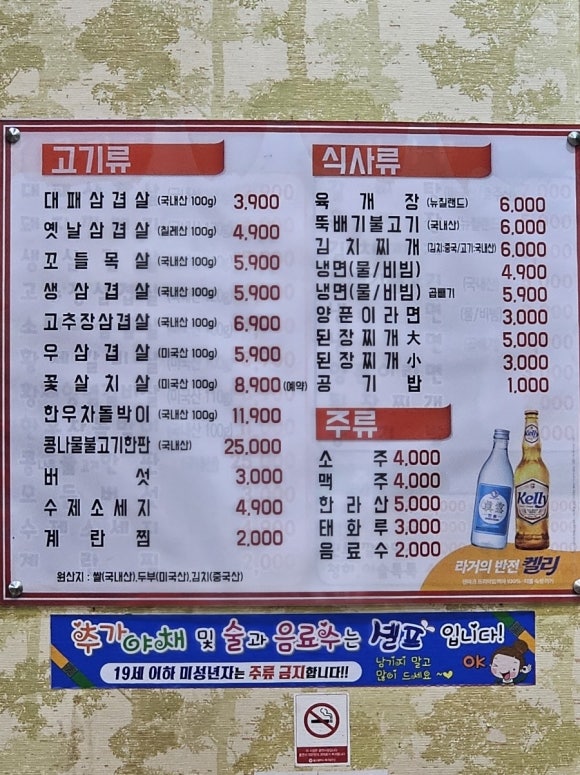 고기류
대패삼겹살 (국내산 100g) 3,900
옛날삼겹살 (칠레산 100g) 4,900
꼬들목살 (국내산 100g) 5,900
생삼겹살 (국내산 100g) 5,900
고추장삼겹살 (국내산 100g) 6,900
우삼겹살 (미국산 100g) 5,900
꽃살치살 (미국산 100g) 8,900 (예약)
한우차돌박이 (국내산 100g) 11,900
콩나물불고기한판 (국내산) 25,000
버섯 3,000
수제소세지 4,900
계란찜 2,000
원산지 : 쌀(국내산),두부(미국산),김치(중국산)
식사류
육개장 (뉴질랜드) 6,000
뚝배기불고기 (국내산) 6,000
김치찌개 (김치:중국/고기:국내산) 6,000
냉면(물/비빔) 4,900
냉면(물/비빔) 곱빼기 5,900
양푼이라면 3,000
된장찌개 大 5,000
된장찌개 小 3,000
공기밥 1,000
주류
소주 4,000
맥주 4,000
한라산 5,000
태화루 3,000
음료수 2,000
眞露
Kelly
라거의 반전 켈리
추가야채 및 술과 음료수는 셀프 입니다!
19세 이하 미성년자는 주류 금지합니다!!
남기지 말고
많이 드세요~
OK